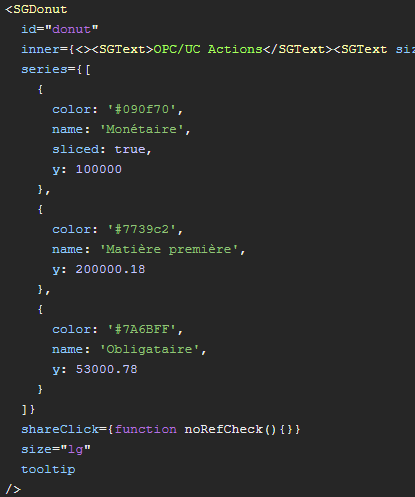 <SGDonut
id="donut"
inner={<><SGText>OPC/UC Actions</SGText><SGText siz
series={[
{
color: '#090f70',
name: 'Monétaire',
sliced: true,
y: 100000
},
{
color: '#7739c2',
name: 'Matière première',
y: 200000.18
},
{
color: '#7A6BFF',
name: 'Obligataire',
y: 53000.78
}
]}
shareClick={function noRefCheck(){}}
size="lg"
tooltip
/>